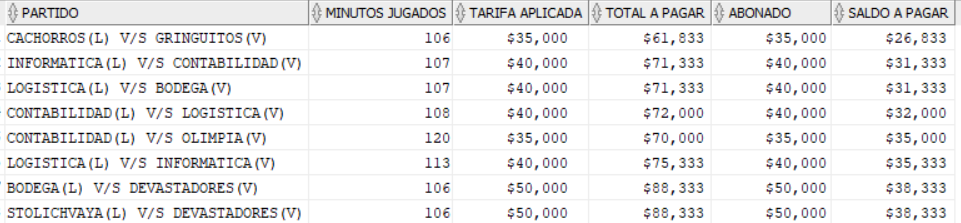 PARTIDO MINUTOS JUGADOS TARIFA APLICADA TOTAL A PAGAR ABONADO SALDO A PAGAR
CACHORROS(L) V/S GRINGUITOS(V) 106 $35,000 $61,833 $35,000 $26,833
INFORMATICA(L) V/S CONTABILIDAD(V) 107 $40,000 $71,333 $40,000 $31,333
LOGISTICA(L) V/S BODEGA(V) 107 $40,000 $71,333 $40,000 $31,333
CONTABILIDAD(L) V/S LOGISTICA(V) 108 $40,000 $72,000 $40,000 $32,000
CONTABILIDAD(L) V/S OLIMPIA(V) 120 $35,000 $70,000 $35,000 $35,000
LOGISTICA(L) V/S INFORMATICA(V) 113 $40,000 $75,333 $40,000 $35,333
BODEGA(L) V/S DEVASTADORES(V) 106 $50,000 $88,333 $50,000 $38,333
STOLICHVAYA(L) V/S DEVASTADORES(V) 106 $50,000 $88,333 $50,000 $38,333